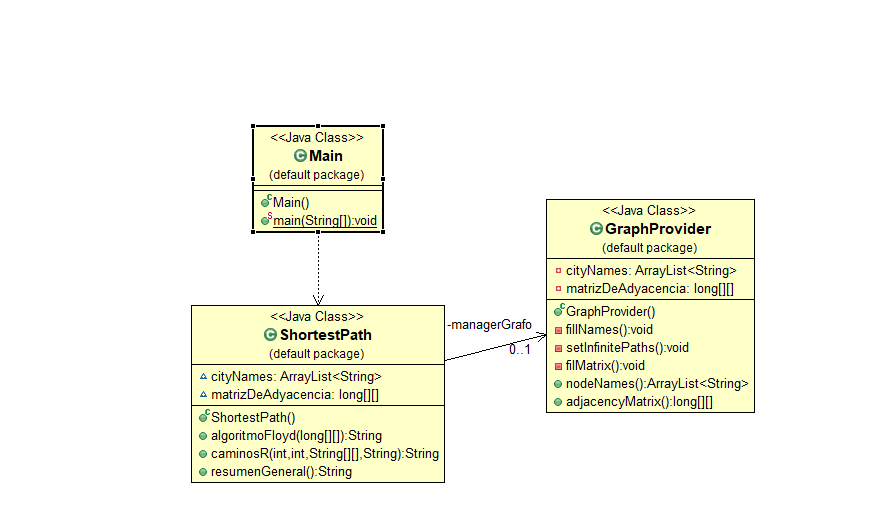 <<Java Class>>
C Main
(default package)
C Main()
S main(String[]):void
<<Java Class>>
C GraphProvider
(default package)
cityNames: ArrayList<String>
matrizDeAdyacencia: long[][]
C GraphProvider()
fillNames():void
setInfinitePaths():void
filMatrix():void
nodeNames():ArrayList<String>
adjacencyMatrix():long[][]
<<Java Class>>
C ShortestPath
(default package)
cityNames: ArrayList<String>
matrizDeAdyacencia: long[][]
C ShortestPath()
algoritmoFloyd(long[][]):String
caminosR(int,int,String[][],String):String
resumenGeneral():String
-managerGrafo
0..1